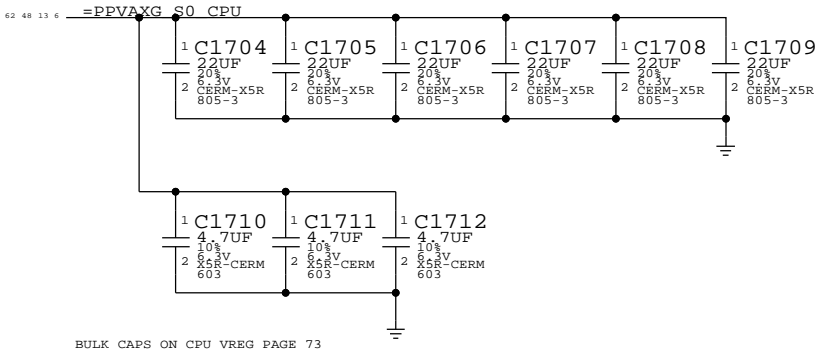 62 48 13 6 =PPVAXG S0 CPU
1 C1704 1 C1705 1 C1706 1 C1707 1 C1708 1 C1709
22UF 22UF 22UF 22UF 22UF 22UF
20% 20% 20% 20% 20% 20%
6.3V 6.3V 6.3V 6.3V 6.3V 6.3V
2 CERM-X5R 2 CERM-X5R 2 CERM-X5R 2 CERM-X5R 2 CERM-X5R 2 CERM-X5R
805-3 805-3 805-3 805-3 805-3 805-3
1 C1710 1 C1711 1 C1712
4.7UF 4.7UF 4.7UF
10% 10% 10%
6.3V 6.3V 6.3V
2 X5R-CERM 2 X5R-CERM 2 X5R-CERM
603 603 603
BULK CAPS ON CPU VREG PAGE 73